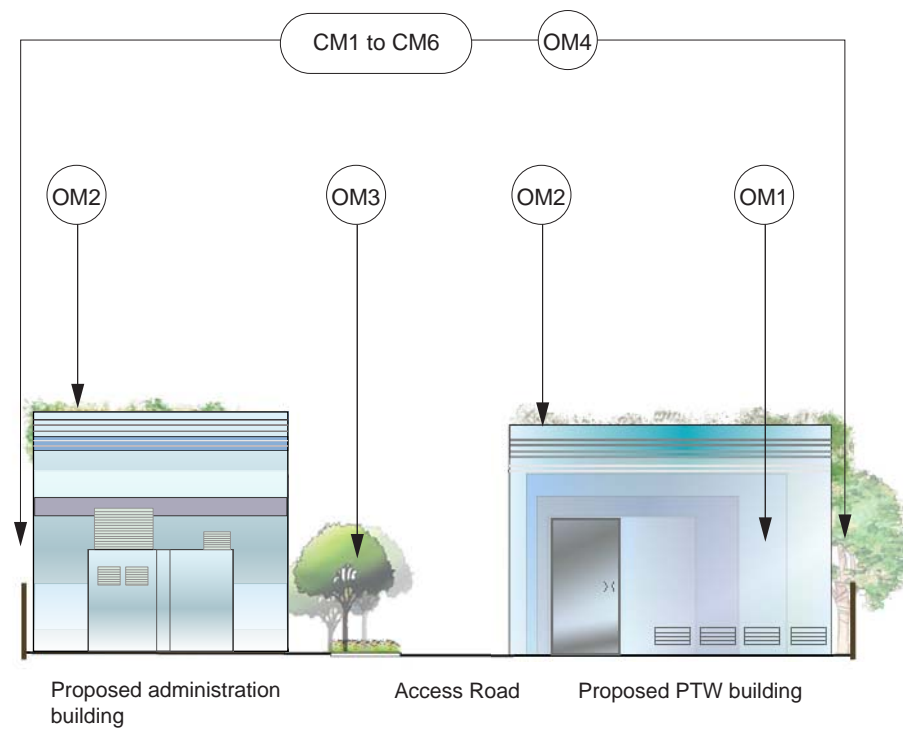 CM1 to CM6
OM4
OM2
OM3
OM2
OM1
Proposed administration
building
Access Road
Proposed PTW building